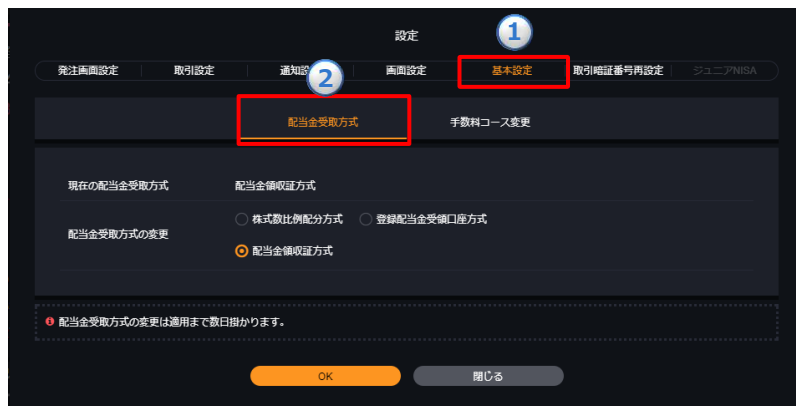 設定
1
発注画面設定 取引設定 通知設 画面設定 基本設定 取引暗証番号再設定 ジュニアNISA
2
配当金受取方式 手数料コース変更
現在の配当金受取方式 配当金領収証方式
配当金受取方式の変更
株式数比例配分方式 登録配当金受領口座方式
配当金領収証方式
配当金受取方式の変更は適用まで数日掛かります。
OK 閉じる